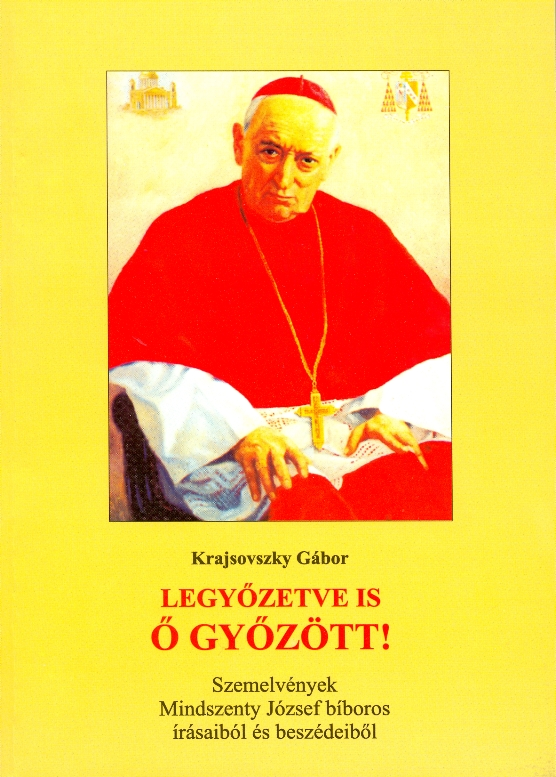 Krajsovszky Gábor
LEGYŐZETVE IS
Ő GYŐZÖTT!
Szemelvények
Mindszenty József bíboros
írásaiból és beszédeiből